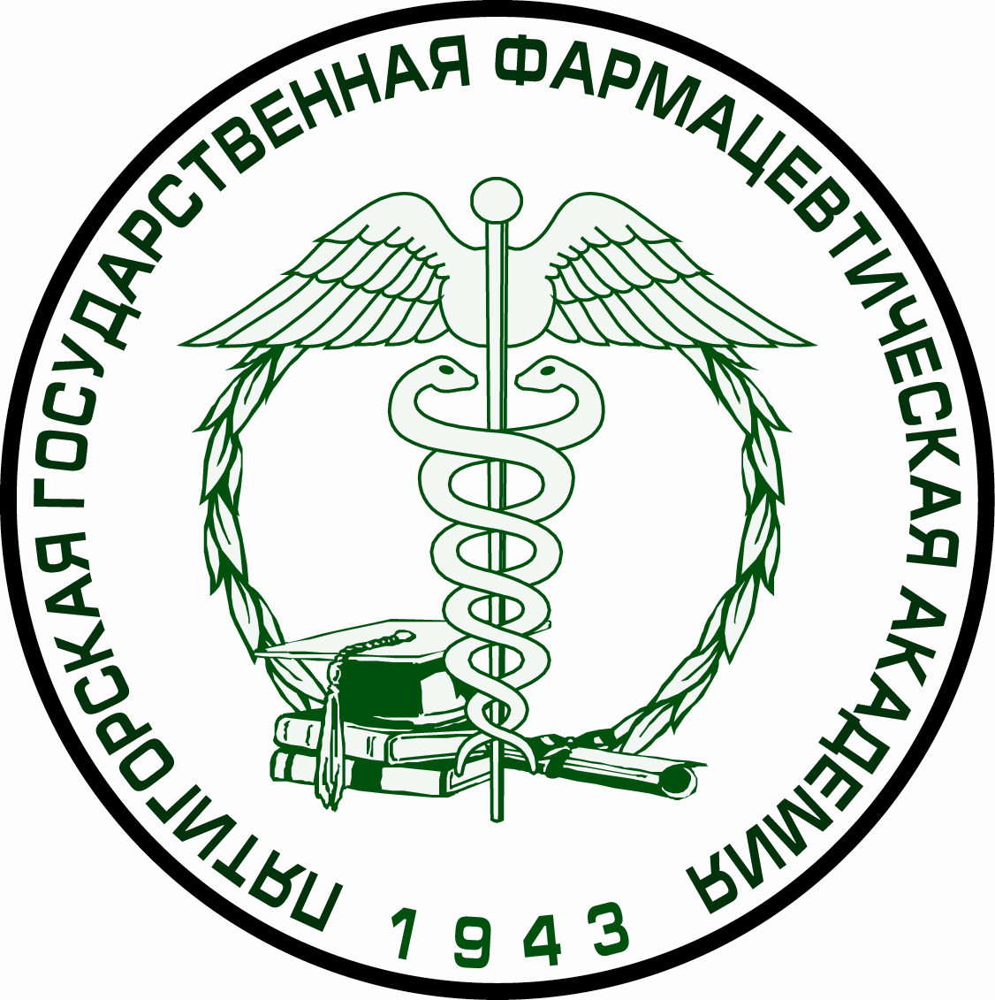 ПЯТИГОРСКАЯ ГОСУДАРСТВЕННАЯ ФАРМАЦЕВТИЧЕСКАЯ АКАДЕМИЯ
1943